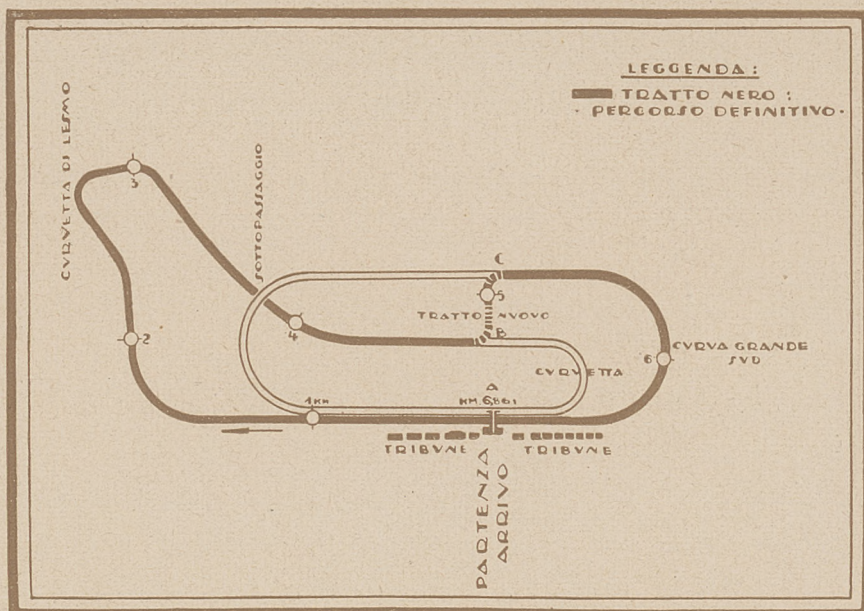 LEGGENDA:
TRATTO NERO:
- PERCORSO DEFINITIVO -
CURVETTA DI LESMO
3
SOTTOPASSAGGIO
C
5
TRATTO NUOVO
4
B
2
CURVA GRANDE
SUD
6
CURVETTA
A
1 KM
KM. 6,861
TRIBUNE
TRIBUNE
PARTENZA
ARRIVO